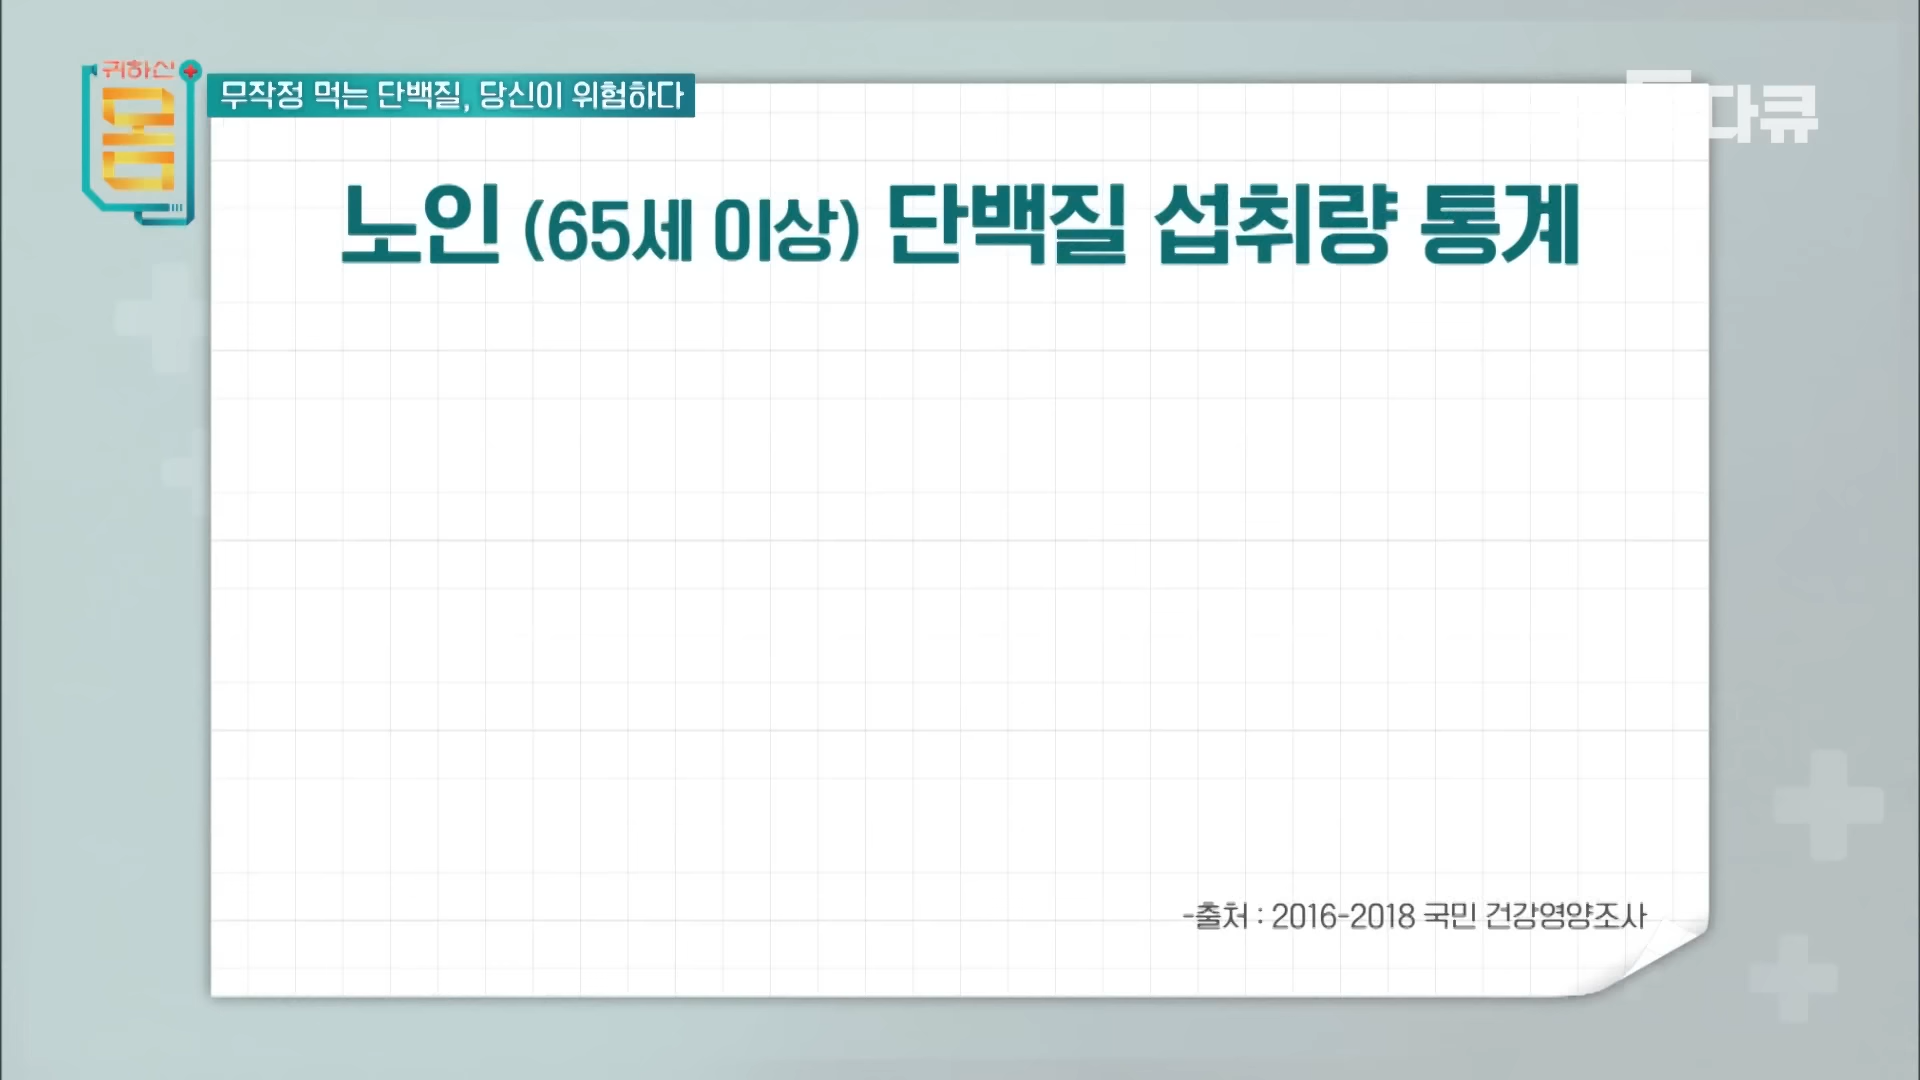 귀하신
몸
무작정 먹는 단백질, 당신이 위험하다
다큐
노인 (65세 이상) 단백질 섭취량 통계
-출처 : 2016-2018 국민 건강영양조사